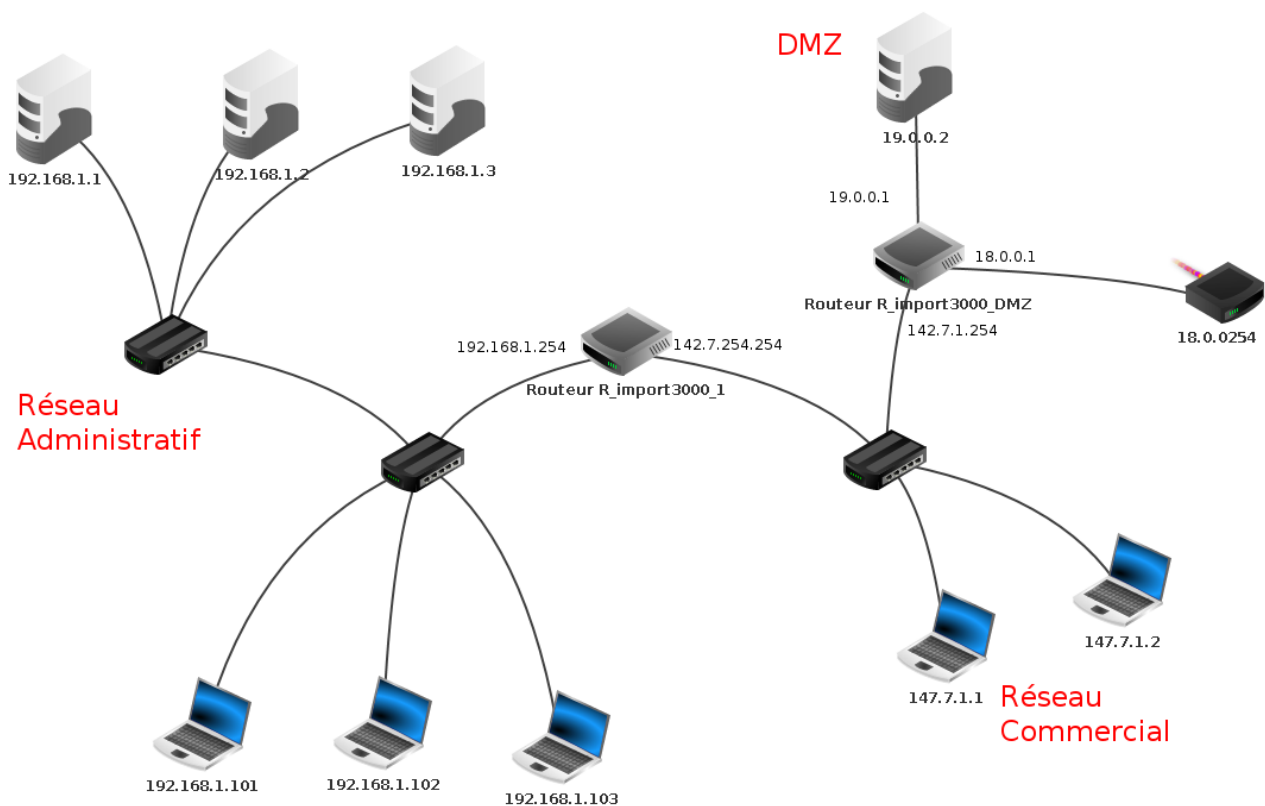 DMZ
19.0.0.2
192.168.1.1
192.168.1.2
192.168.1.3
19.0.0.1
18.0.0.1
Routeur R_import3000_DMZ
142.7.1.254
18.0.0254
192.168.1.254
142.7.254.254
Routeur R_import3000_1
Réseau
Administratif
147.7.1.2
147.7.1.1
Réseau
Commercial
192.168.1.101
192.168.1.102
192.168.1.103